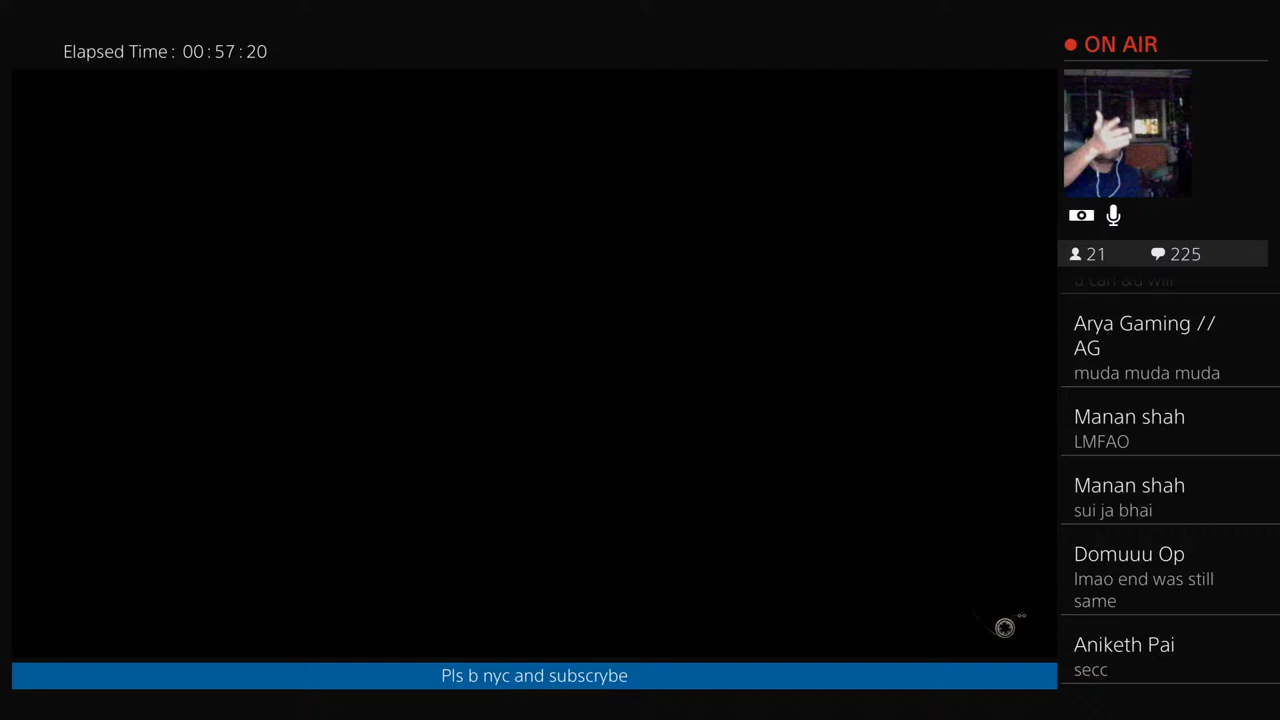 Elapsed Time: 00:57:20
ON AIR
21 225
Arya Gaming //
AG
muda muda muda
Manan shah
LMFAO
Manan shah
sui ja bhai
Domuuu Op
lmao end was still
same
Aniketh Pai
secc
Pls b nyc and subscrybe